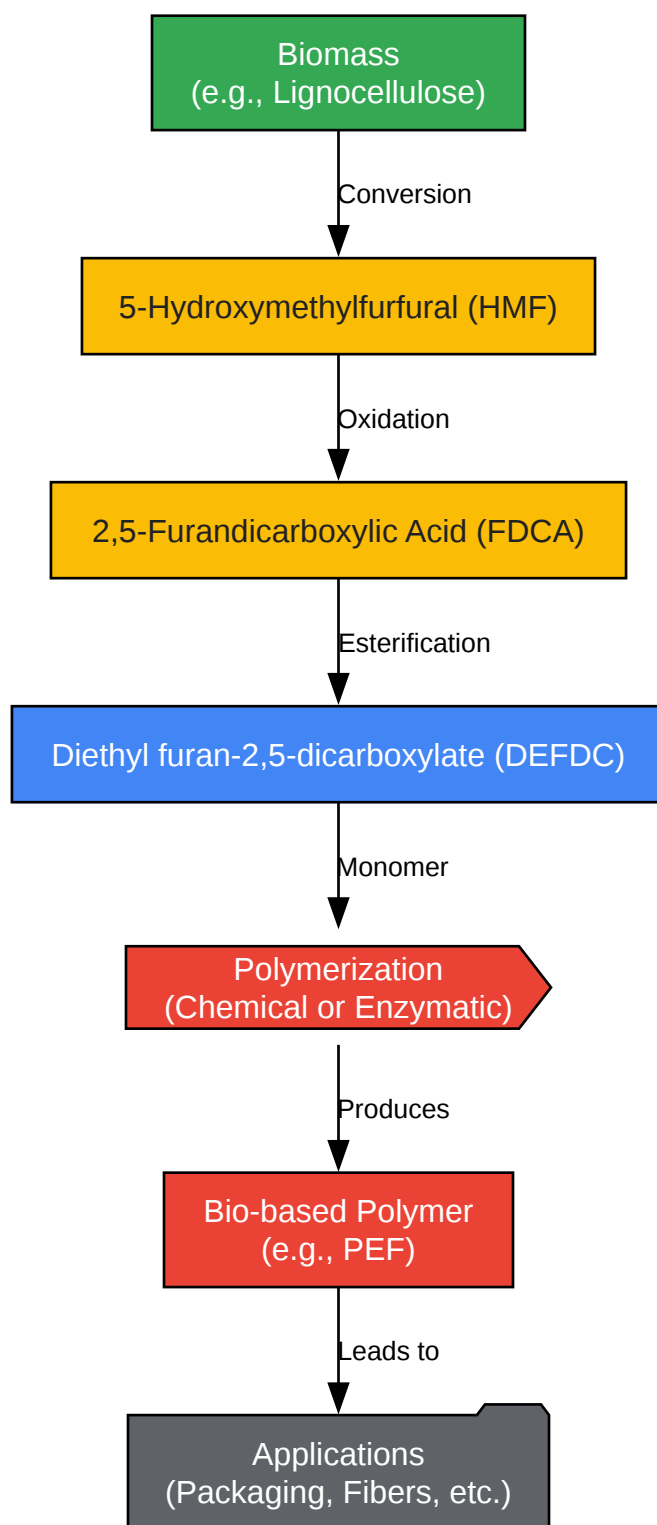 Biomass
(e.g., Lignocellulose)
Conversion
5-Hydroxymethylfurfural (HMF)
Oxidation
2,5-Furandicarboxylic Acid (FDCA)
Esterification
Diethyl furan-2,5-dicarboxylate (DEFDC)
Monomer
Polymerization
(Chemical or Enzymatic)
Produces
Bio-based Polymer
(e.g., PEF)
Leads to
Applications
(Packaging, Fibers, etc.)